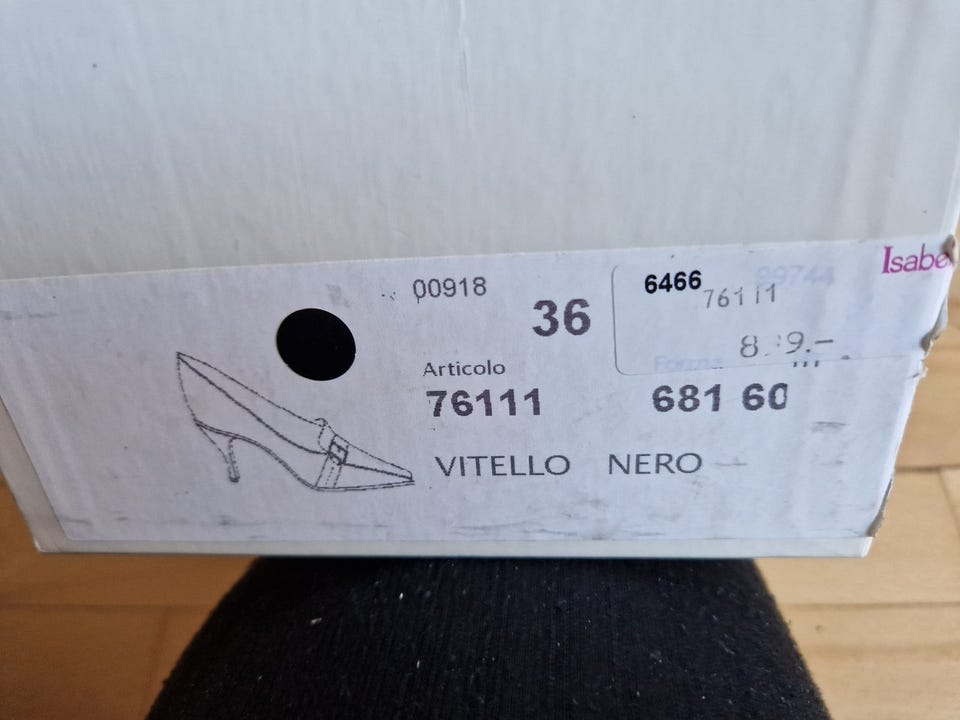 Isabe
00918
36
6466
76111
Articolo
76111
681 60
VITELLO NERO